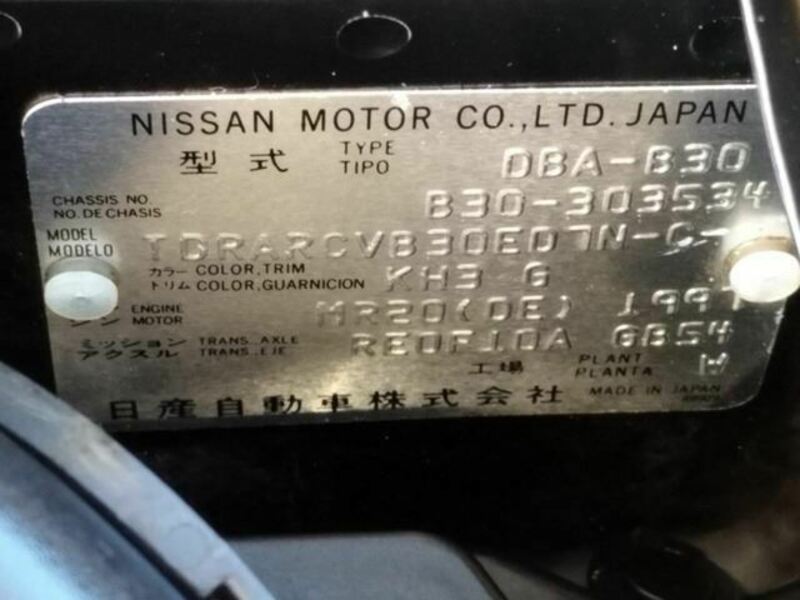 NISSAN MOTOR CO.,LTD. JAPAN
型式 TYPE TIPO DBA-B30
CHASSIS NO. NO. DE CHASIS B30-303534
MODEL MODELO TDRARCVB30ED7N-C-
カラー トリム COLOR,TRIM COLOR,GUARNICION KH3 G
ENGINE MOTOR MR20(DE) 1997
ミッション アクスル TRANS._AXLE TRANS._EJE RE0F10A GB54
工場 PLANT PLANTA W
日産自動車株式会社 MADE IN JAPAN